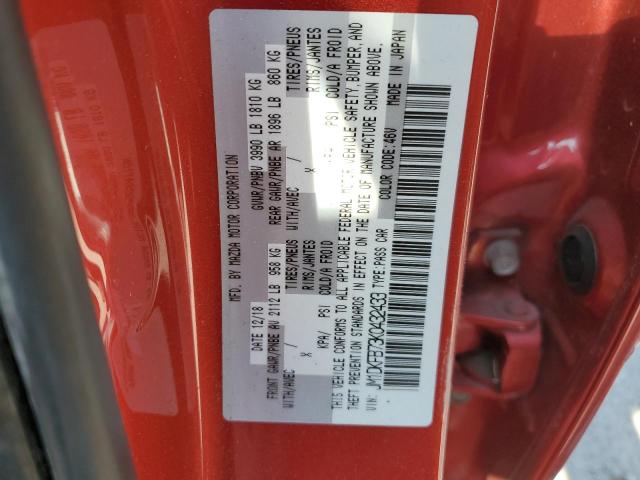 MFD. BY MAZDA MOTOR CORPORATION
DATE 12/18 GVWR/PNBV 3990 LB 1810 KG
FRONT GAWR/PNBE AV 2112 LB 958 KG REAR GAWR/PNBE AR 1896 LB 860 KG
WITH/AVEC TIRES/PNEUS WITH/AVEC TIRES/PNEUS
/ RIMS/JANTES / RIMS/JANTES
X KPA/ PSI COLD/A FROID X PSI COLD/A FROID
THIS VEHICLE CONFORMS TO ALL APPLICABLE FEDERAL MOTOR VEHICLE SAFETY, BUMPER, AND
THEFT PREVENTION STANDARDS IN EFFECT ON THE DATE OF MANUFACTURE SHOWN ABOVE.
VIN: TYPE:PASS CAR COLOR CODE:46V MADE IN JAPAN